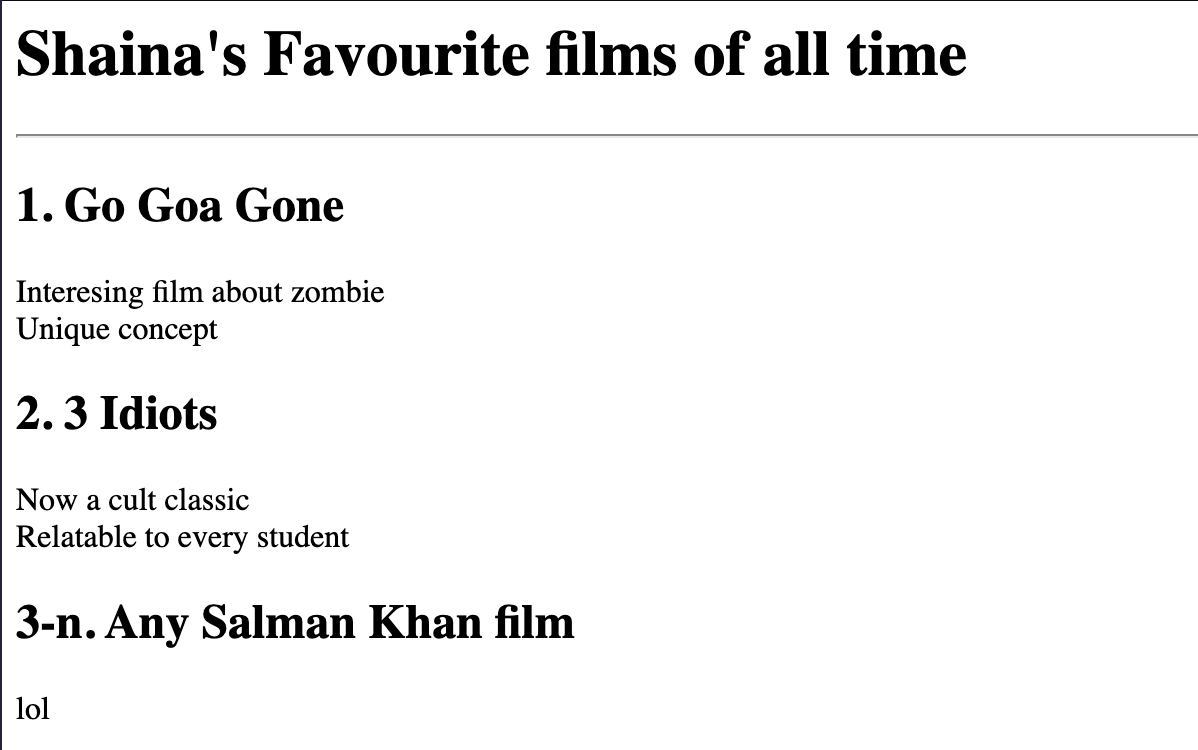 Shaina's Favourite films of all time
1. Go Goa Gone
Interesing film about zombie
Unique concept
2. 3 Idiots
Now a cult classic
Relatable to every student
3-n. Any Salman Khan film
lol